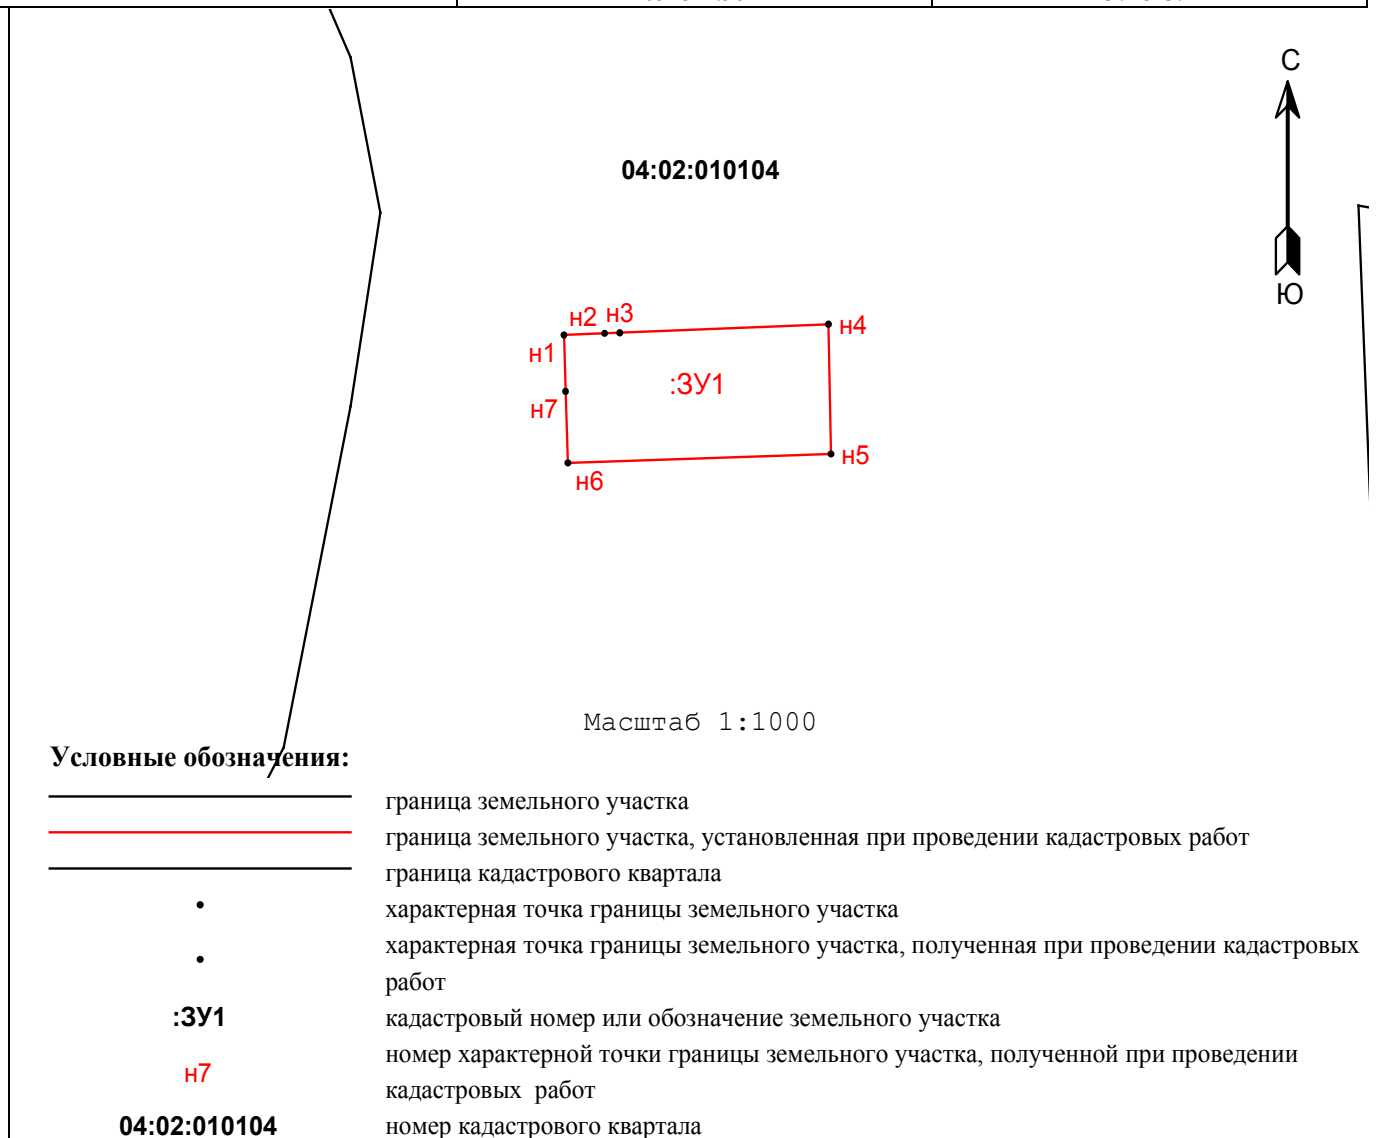 С
04:02:010104
Ю
н2 н3
н4
н1
:ЗУ1
н7
н5
н6
Масштаб 1:1000
Условные обозначения:
граница земельного участка
граница земельного участка, установленная при проведении кадастровых работ
граница кадастрового квартала
характерная точка границы земельного участка
характерная точка границы земельного участка, полученная при проведении кадастровых
работ
:ЗУ1 кадастровый номер или обозначение земельного участка
номер характерной точки границы земельного участка, полученной при проведении
н7
кадастровых работ
04:02:010104 номер кадастрового квартала